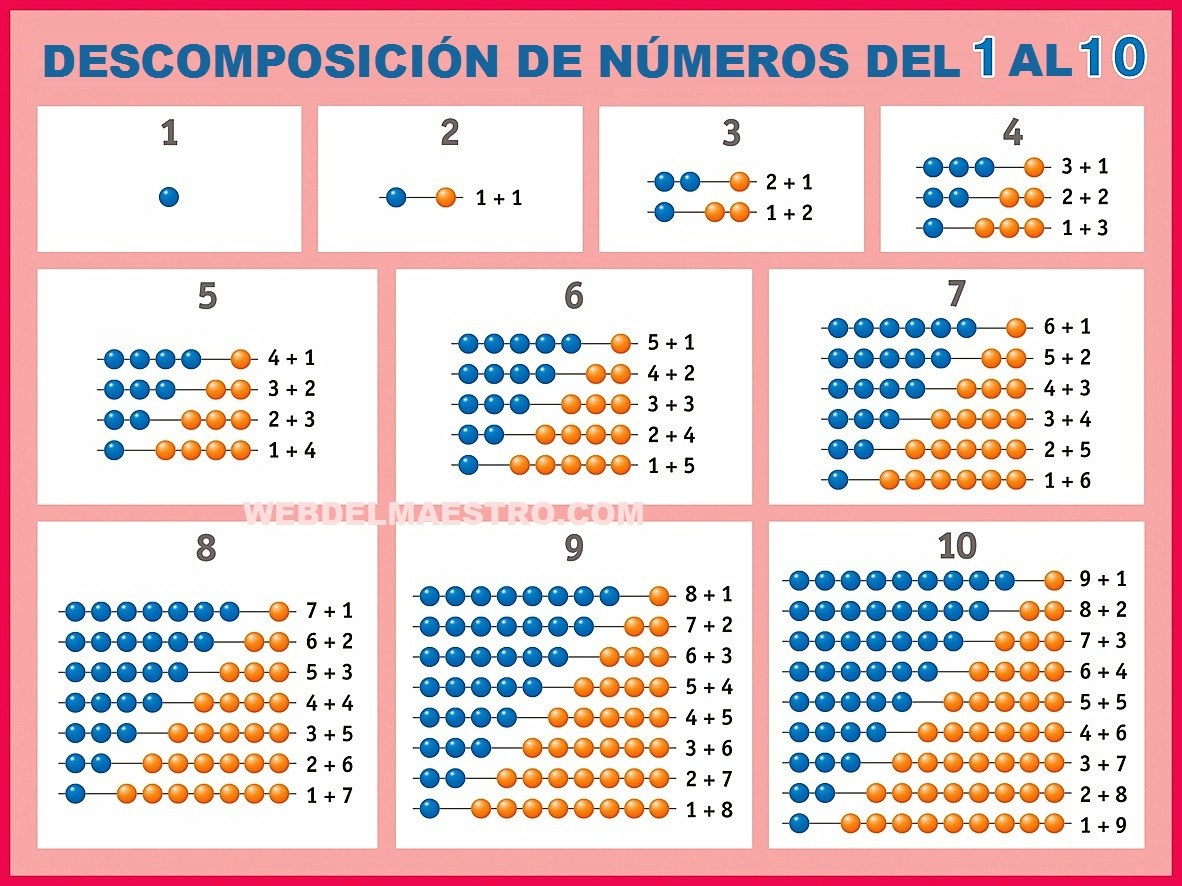 DESCOMPOSICIÓN DE NÚMEROS DEL 1 AL 10
1
2
1 + 1
3
2 + 1
1 + 2
4
3 + 1
2 + 2
1 + 3
5
4 + 1
3 + 2
2 + 3
1 + 4
6
5 + 1
4 + 2
3 + 3
2 + 4
1 + 5
7
6 + 1
5 + 2
4 + 3
3 + 4
2 + 5
1 + 6
WEBDELMAESTRO.COM
8
7 + 1
6 + 2
5 + 3
4 + 4
3 + 5
2 + 6
1 + 7
9
8 + 1
7 + 2
6 + 3
5 + 4
4 + 5
3 + 6
2 + 7
1 + 8
10
9 + 1
8 + 2
7 + 3
6 + 4
5 + 5
4 + 6
3 + 7
2 + 8
1 + 9